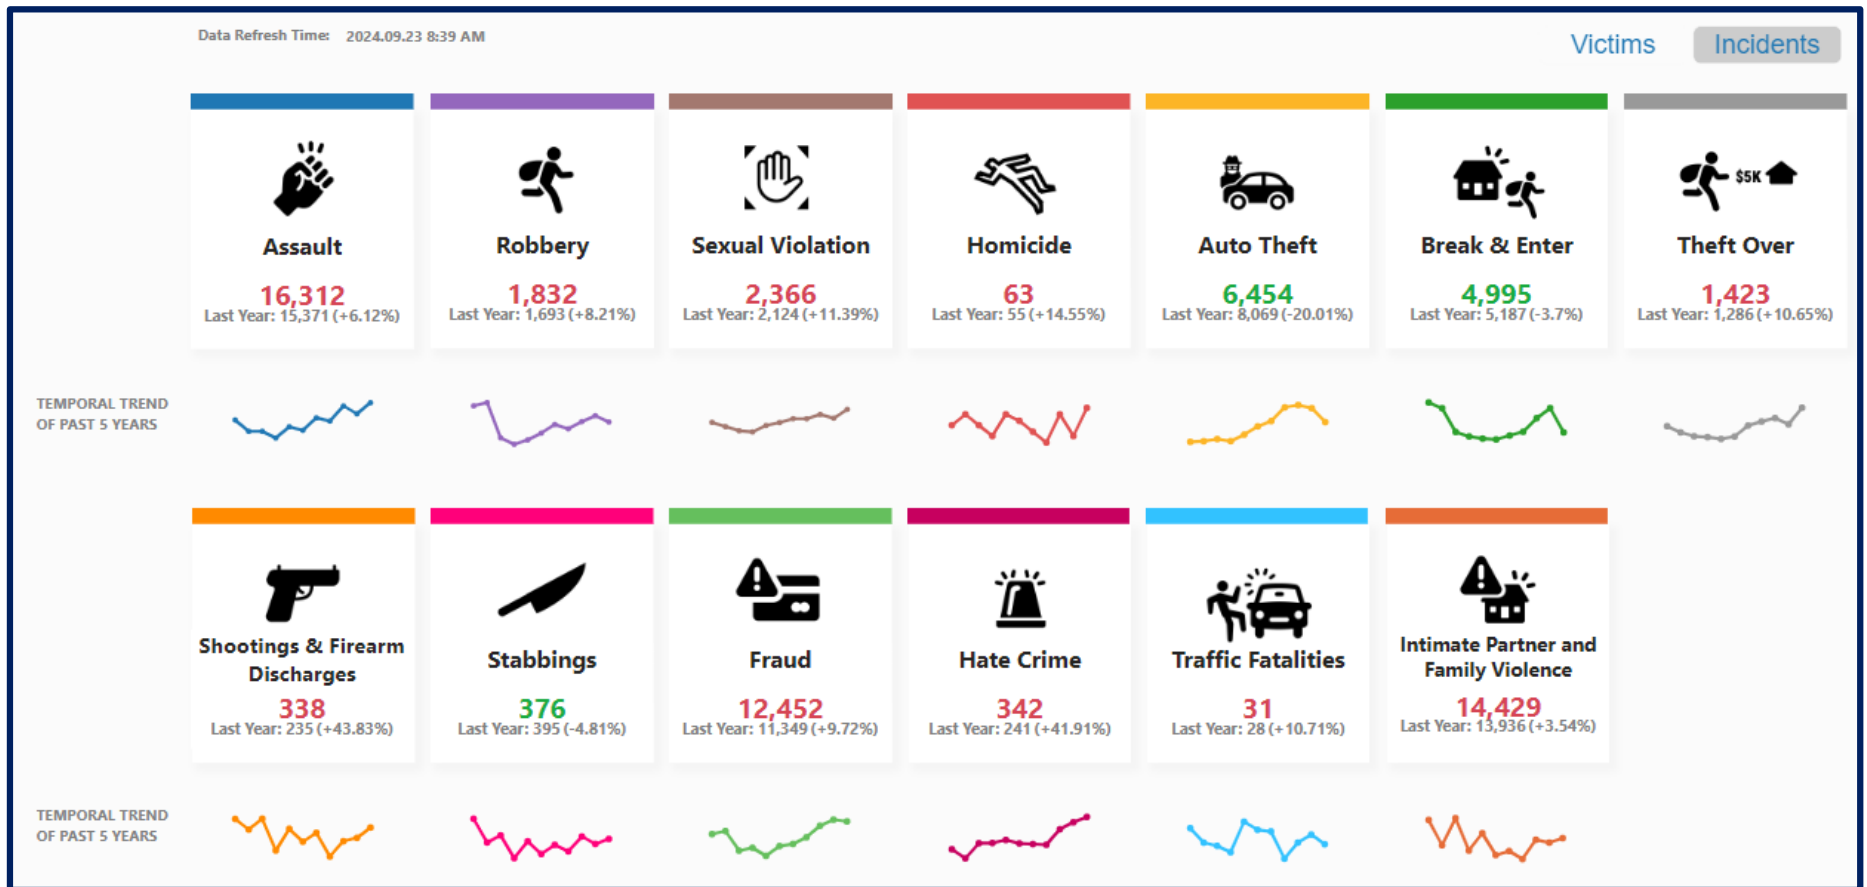 Data Refresh Time: 2024.09.23 8:39 AM
Victims
Incidents
Assault
16,312
Last Year: 15,371 (+6.12%)
Robbery
1,832
Last Year: 1,693 (+8.21%)
Sexual Violation
2,366
Last Year: 2,124 (+11.39%)
Homicide
63
Last Year: 55 (+14.55%)
Auto Theft
6,454
Last Year: 8,069 (-20.01%)
Break & Enter
4,995
Last Year: 5,187 (-3.7%)
$5K
Theft Over
1,423
Last Year: 1,286 (+10.65%)
TEMPORAL TREND
OF PAST 5 YEARS
Shootings & Firearm
Discharges
338
Last Year: 235 (+43.83%)
Stabbings
376
Last Year: 395 (-4.81%)
Fraud
12,452
Last Year: 11,349 (+9.72%)
Hate Crime
342
Last Year: 241 (+41.91%)
Traffic Fatalities
31
Last Year: 28 (+10.71%)
Intimate Partner and
Family Violence
14,429
Last Year: 13,936 (+3.54%)
TEMPORAL TREND
OF PAST 5 YEARS